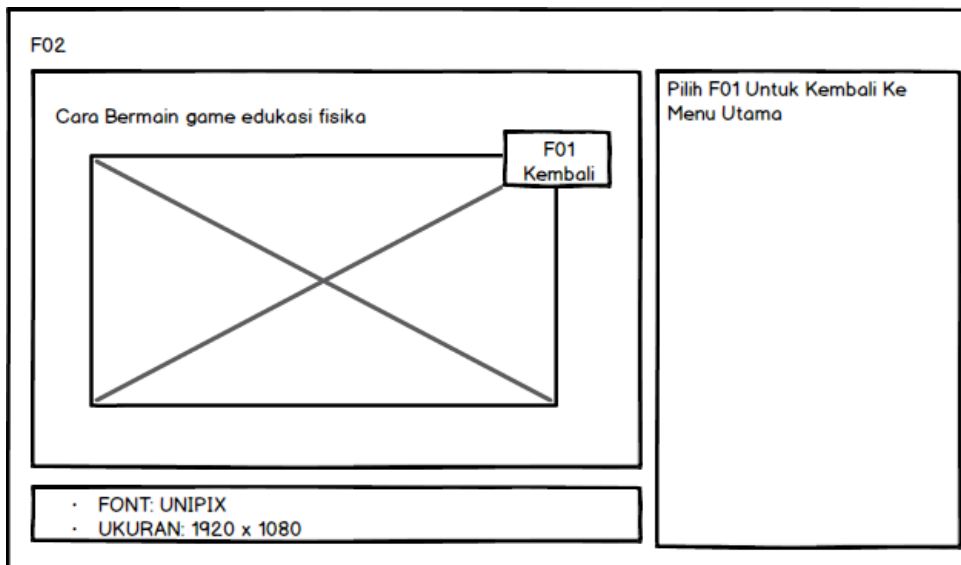 F02
Cara Bermain game edukasi fisika
F01
Kembali
Pilih F01 Untuk Kembali Ke
Menu Utama
· FONT: UNIPIX
· UKURAN: 1920 x 1080